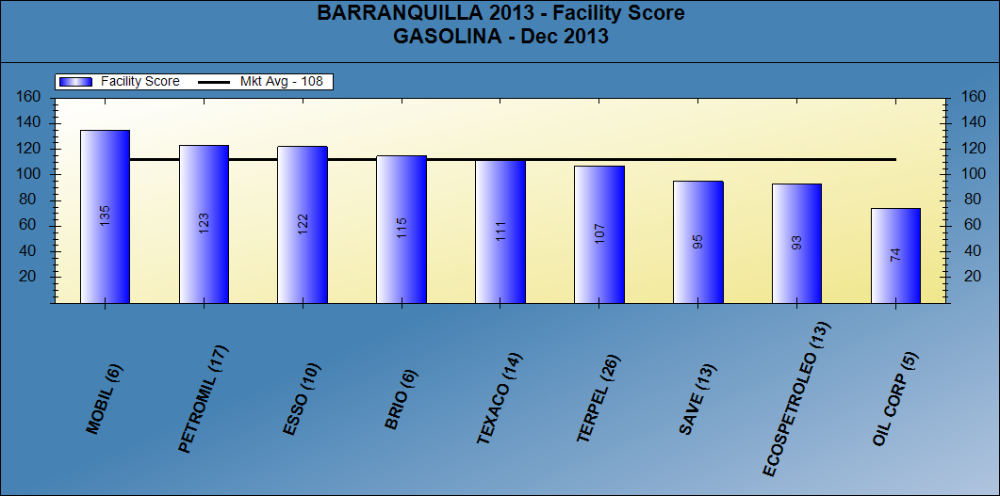 BARRANQUILLA 2013 - Facility Score
GASOLINA - Dec 2013
Facility Score
Mkt Avg - 108
160 160
140 140
120 120
100 100
80 80
60 60
40 40
20 20
135 123 122 115 111 107 95 93 74
MOBIL (6)
PETROMIL (17)
ESSO (10)
BRIO (6)
TEXACO (14)
TERPEL (26)
SAVE (13)
ECOSPETROLEO (13)
OIL CORP (5)